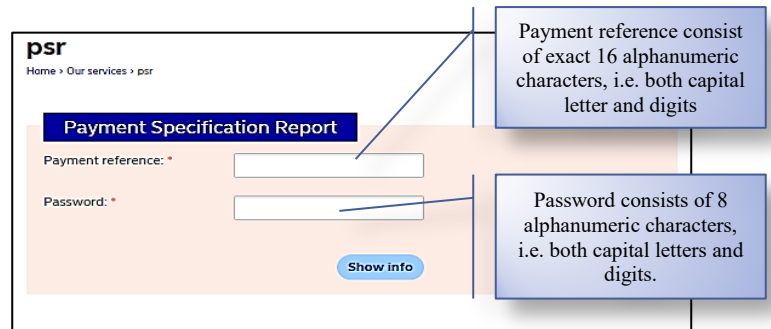 psr
Home › Our services › psr
Payment Specification Report
Payment reference: *
Password: *
Show info
Payment reference consist
of exact 16 alphanumeric
characters, i.e. both capital
letter and digits
Password consists of 8
alphanumeric characters,
i.e. both capital letters and
digits.